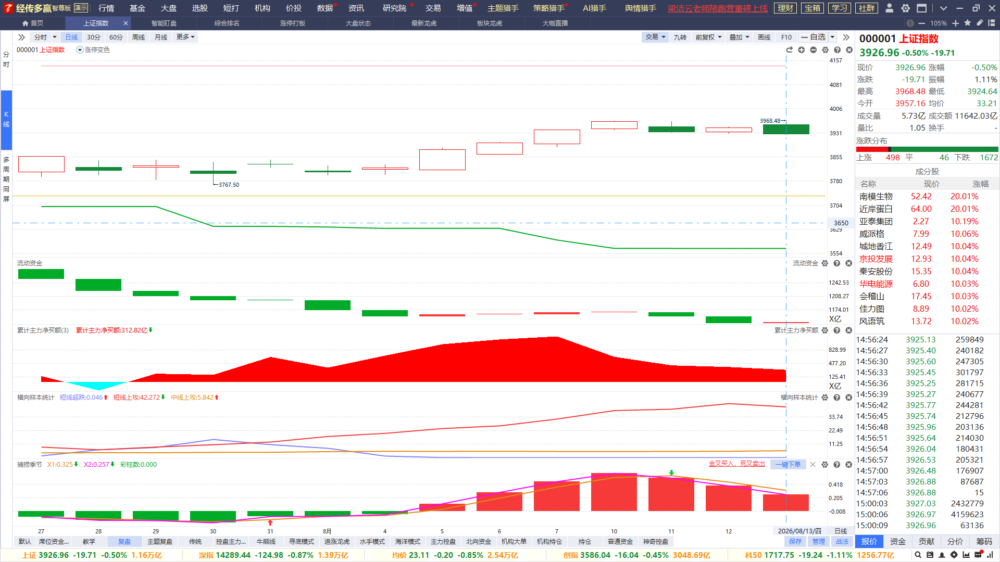 经传多赢 智尊版 演示 行情 基金 大盘 选股 短打 机构 价投 数据 资讯 研究院 交易 增值 主题猎手 策略猎手 AI猎手 舆情猎手 梁洁云老师陪跑营重磅上线 理财 宝箱 学习 社群
首页 上证指数 智能盯盘 综合排名 涨停打板 大盘状态 最新龙虎 板块龙虎 大咖直播 105%
分时 日线 30分 60分 周线 月线 更多 交易 九转 前复权 叠加 画线 F10 自选
分时
K线
多周期同屏
000001 上证指数 涨停变色
4157
4081
4006
3931
3855
3780
3704
3650
3629
3554
3968.48
3767.50
流动资金 流动资金
1242.53
1208.27
1174.01
X亿
累计主力净买额(3) 累计主力净买额:312.82亿 累计主力净买额
828.99
477.20
125.41
X亿
横向样本统计 短线超跌:0.046 短线上攻:42.272 中线上攻:5.842 横向样本统计
33.74
22.49
11.25
捕捞季节 X1:0.325 X2:0.257 彩柱数:0.000 金叉买入，死叉卖出 一键下单
0.418
0.205
-0.008
27 28 29 30 31 8月 4 5 6 7 10 11 12 2026/08/13/四 日线
默认 席位资金... 教学 复盘 主题复盘 传统 控盘主力... 牛能线 寻底模式 追涨龙虎 水手模式 海洋模式 主力控盘 北向资金 机构大单 机构持仓 持仓 普通资金 神奇控盘 保存 管理 战法
000001 上证指数
3926.96 -0.50% -19.71
现价 3926.96 涨幅 -0.50%
涨跌 -19.71 振幅 1.11%
最高 3968.48 最低 3924.64
今开 3957.16 均价 33.21
成交量 5.73亿 成交额 11642.03亿
量比 1.05 换手 -
涨跌分布
上涨 498 平 46 下跌 1672
成分股
名称 现价 涨幅
南模生物 52.42 20.01%
近岸蛋白 64.00 20.01%
亚泰集团 2.27 10.19%
威派格 7.99 10.06%
城地香江 12.49 10.04%
京投发展 12.93 10.04%
秦安股份 15.35 10.04%
华电能源 6.80 10.03%
会稽山 17.45 10.03%
佳力图 8.89 10.02%
风语筑 13.72 10.02%
14:56:24 3925.13 259849
14:56:27 3925.40 240182
14:56:30 3925.60 247305
14:56:33 3925.45 301797
14:56:36 3925.25 281715
14:56:39 3925.27 240677
14:56:42 3925.77 244281
14:56:45 3925.74 212796
14:56:48 3925.96 203136
14:56:51 3925.64 214030
14:56:54 3926.04 180431
14:56:57 3926.53 205321
14:57:00 3926.48 176907
14:57:03 3926.88 87687
14:57:06 3926.88 15
15:00:03 3927.03 2432779
15:00:06 3926.97 4159623
15:00:09 3926.96 63136
报价 资金 贡献 分价 筹码
上证 3926.96 -19.71 -0.50% 1.16万亿 深指 14289.44 -124.98 -0.87% 1.39万亿 均价 23.11 -0.20 -0.85% 2.54万亿 创指 3586.04 -16.04 -0.45% 3048.69亿 科50 1717.75 -19.24 -1.11% 1256.77亿